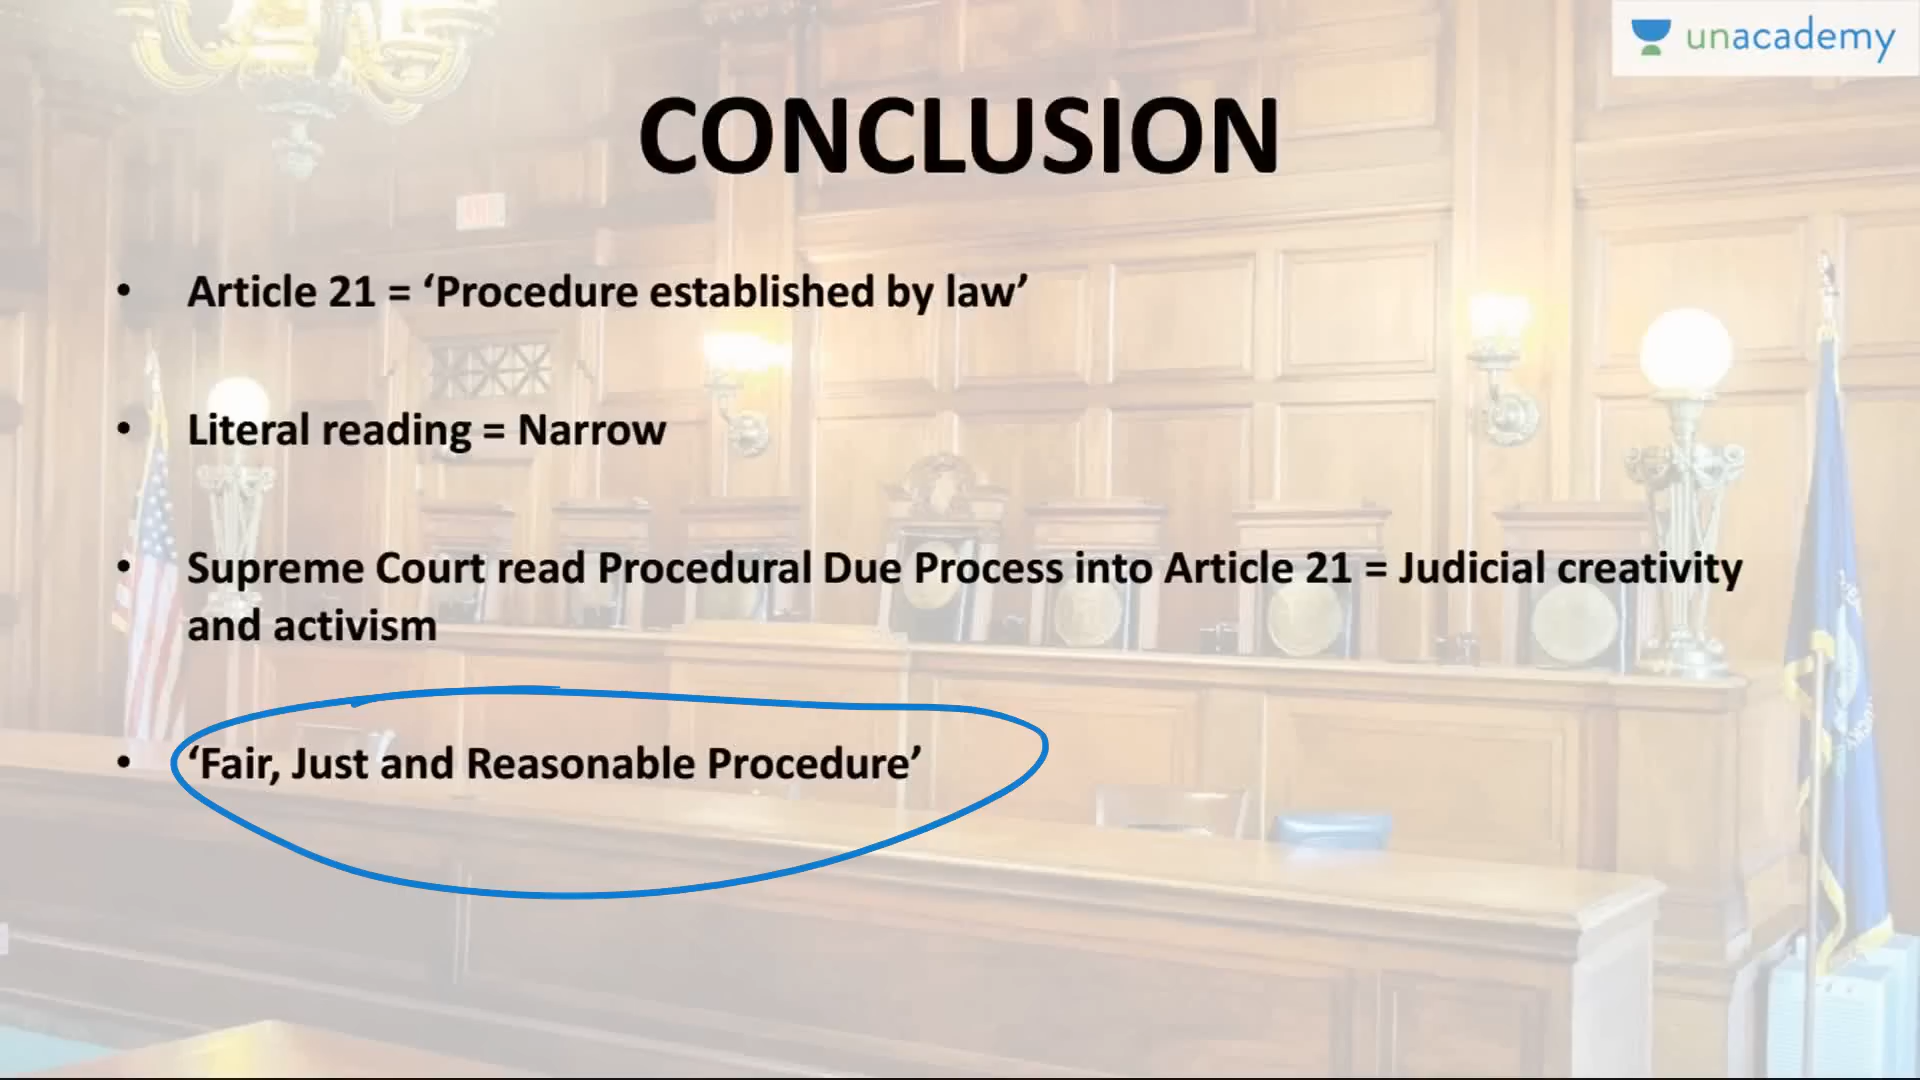 unacademy
CONCLUSION
• Article 21 = ‘Procedure established by law’
• Literal reading = Narrow
• Supreme Court read Procedural Due Process into Article 21 = Judicial creativity
and activism
• ‘Fair, Just and Reasonable Procedure’